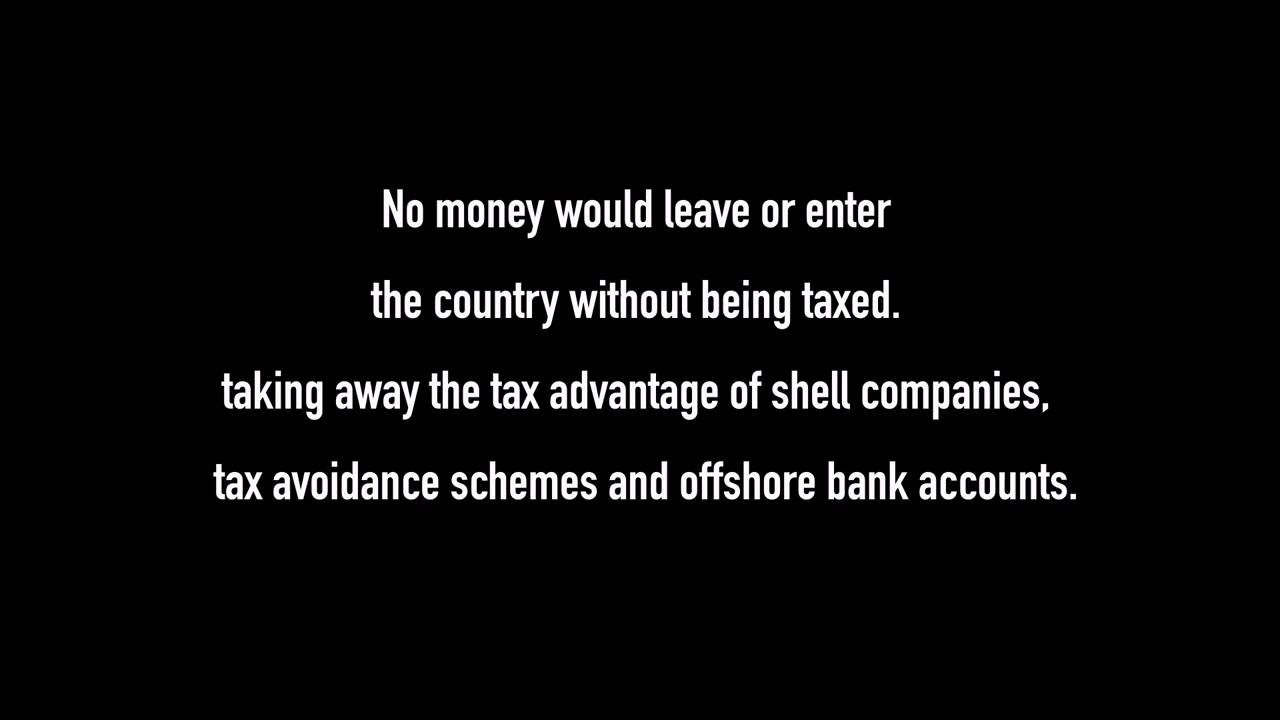 No money would leave or enter
the country without being taxed.
taking away the tax advantage of shell companies,
tax avoidance schemes and offshore bank accounts.